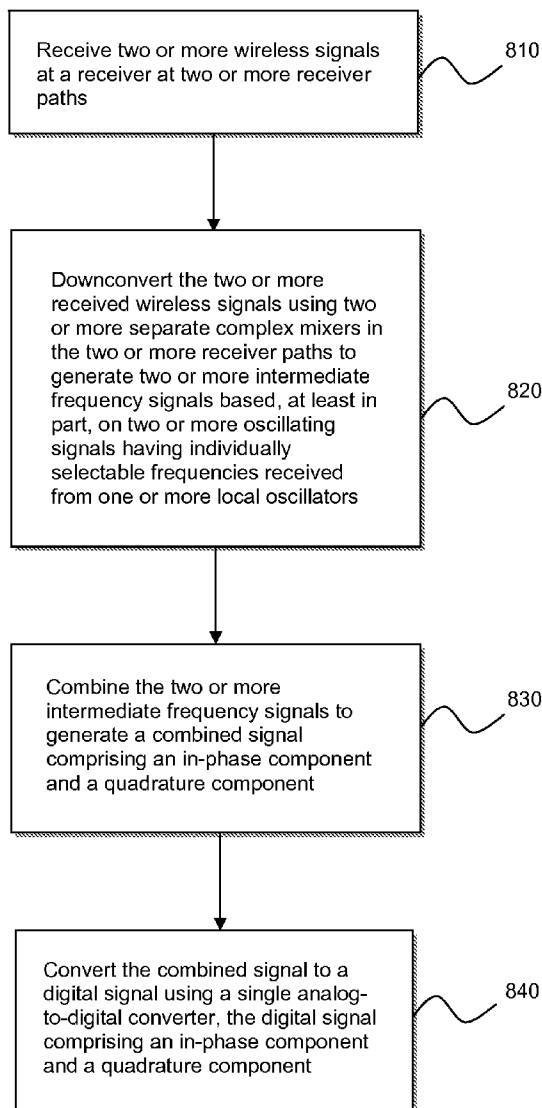 Receive two or more wireless signals
at a receiver at two or more receiver
paths
810
Downconvert the two or more
received wireless signals using two
or more separate complex mixers in
the two or more receiver paths to
generate two or more intermediate
frequency signals based, at least in
part, on two or more oscillating
signals having individually
selectable frequencies received
from one or more local oscillators
820
Combine the two or more
intermediate frequency signals to
generate a combined signal
comprising an in-phase component
and a quadrature component
830
Convert the combined signal to a
digital signal using a single analog-
to-digital converter, the digital signal
comprising an in-phase component
and a quadrature component
840